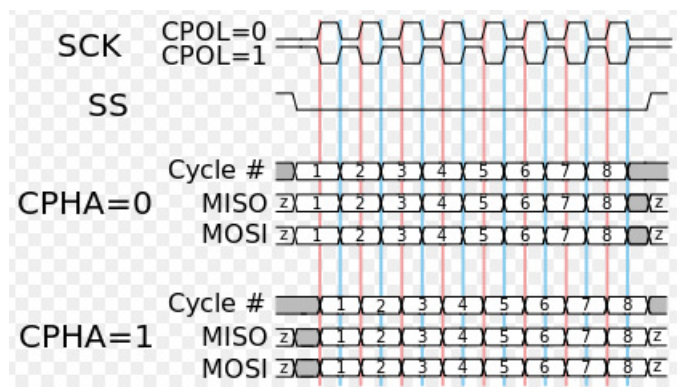 SCK CPOL=0
CPOL=1
SS
Cycle # 1 2 3 4 5 6 7 8
CPHA=0 MISO z 1 2 3 4 5 6 7 8 z
MOSI z 1 2 3 4 5 6 7 8 z
Cycle # 1 2 3 4 5 6 7 8
CPHA=1 MISO z 1 2 3 4 5 6 7 8 z
MOSI z 1 2 3 4 5 6 7 8 z